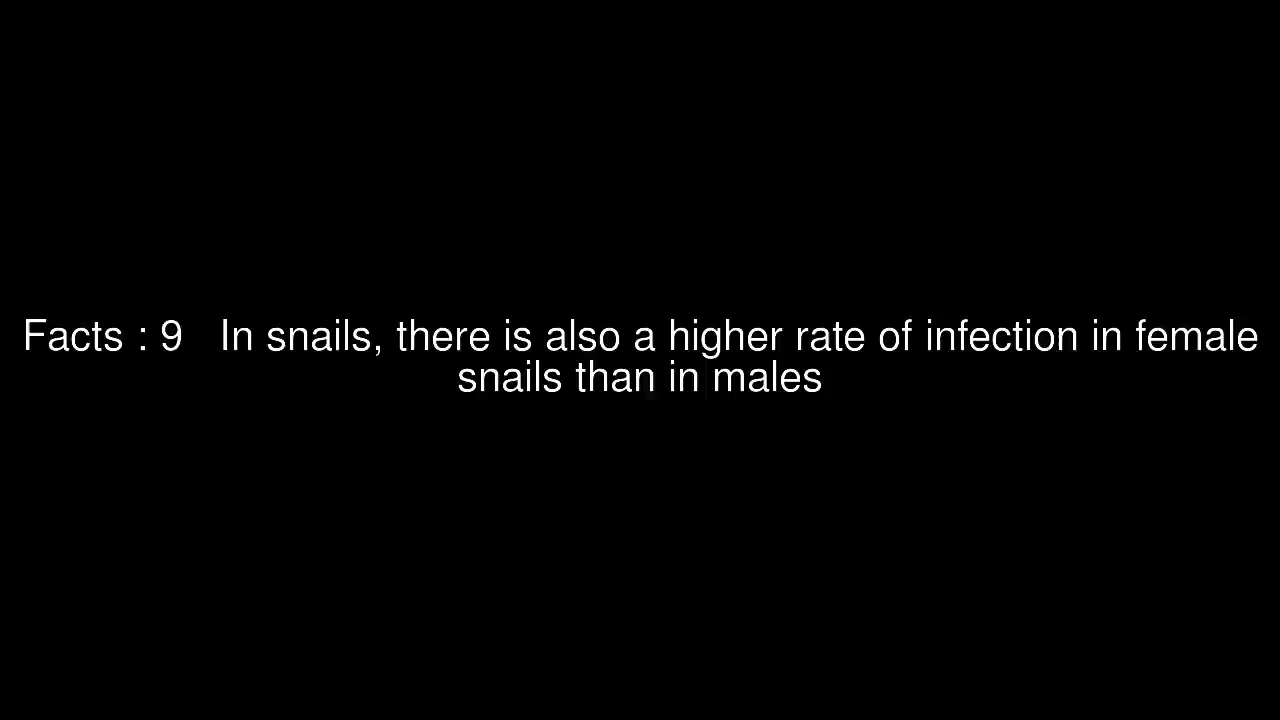 Facts : 9   In snails, there is also a higher rate of infection in female
snails than in males